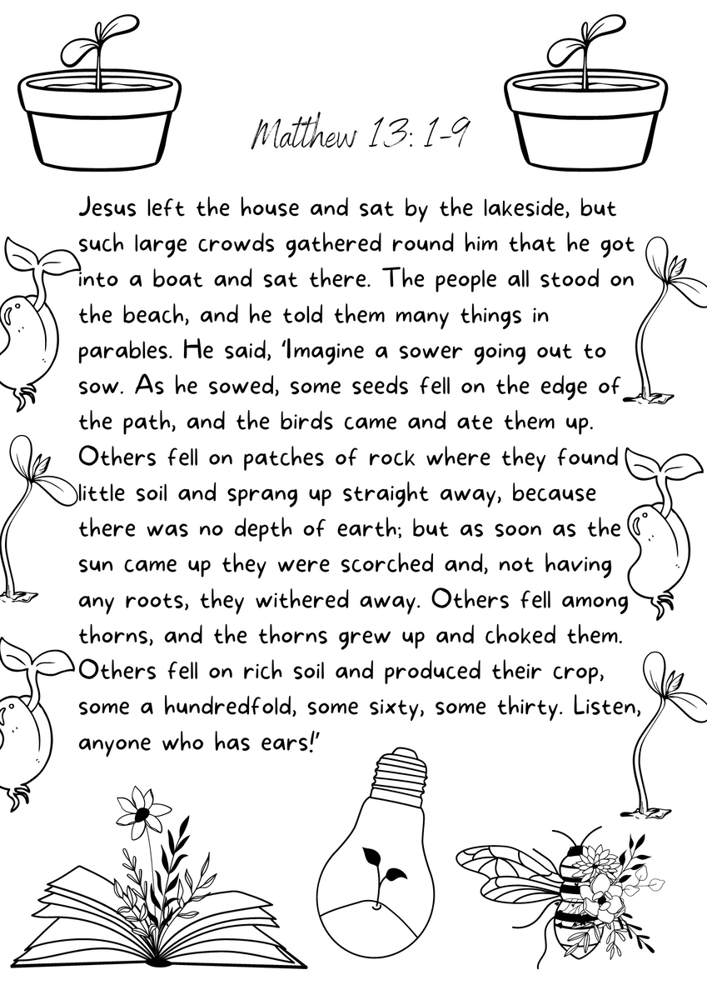 Matthew 13: 1-9
Jesus left the house and sat by the lakeside, but
such large crowds gathered round him that he got
into a boat and sat there. The people all stood on
the beach, and he told them many things in
parables. He said, ‘Imagine a sower going out to
sow. As he sowed, some seeds fell on the edge of
the path, and the birds came and ate them up.
Others fell on patches of rock where they found
little soil and sprang up straight away, because
there was no depth of earth; but as soon as the
sun came up they were scorched and, not having
any roots, they withered away. Others fell among
thorns, and the thorns grew up and choked them.
Others fell on rich soil and produced their crop,
some a hundredfold, some sixty, some thirty. Listen,
anyone who has ears!’